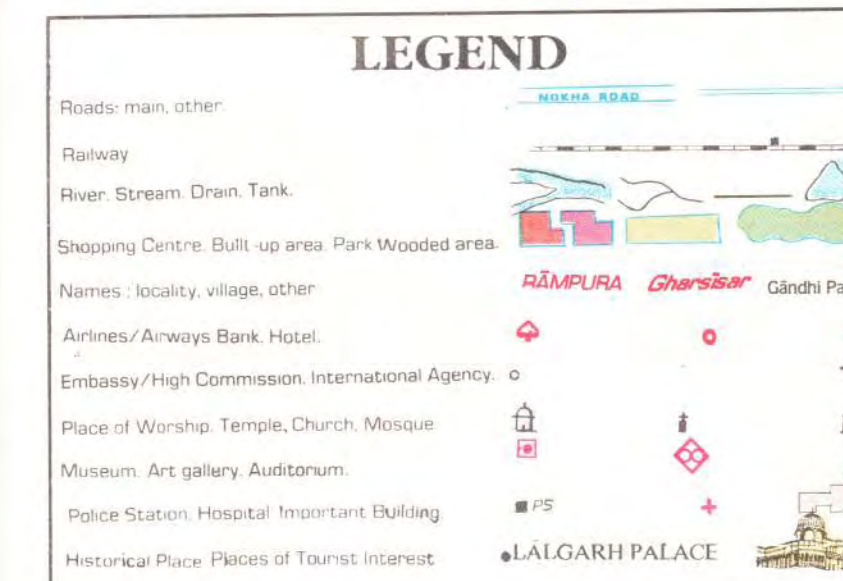 LEGEND
Roads: main, other. NOKHA ROAD
Railway
River. Stream. Drain. Tank.
Shopping Centre. Built-up area. Park Wooded area.
Names : locality, village, other RĀMPURA Gharsīsar Gāndhi Pa
Airlines/Airways Bank. Hotel.
Embassy/High Commission. International Agency.
Place of Worship. Temple, Church, Mosque
Museum. Art gallery. Auditorium.
Police Station. Hospital Important Building PS
Historical Place Places of Tourist Interest LĀLGARH PALACE